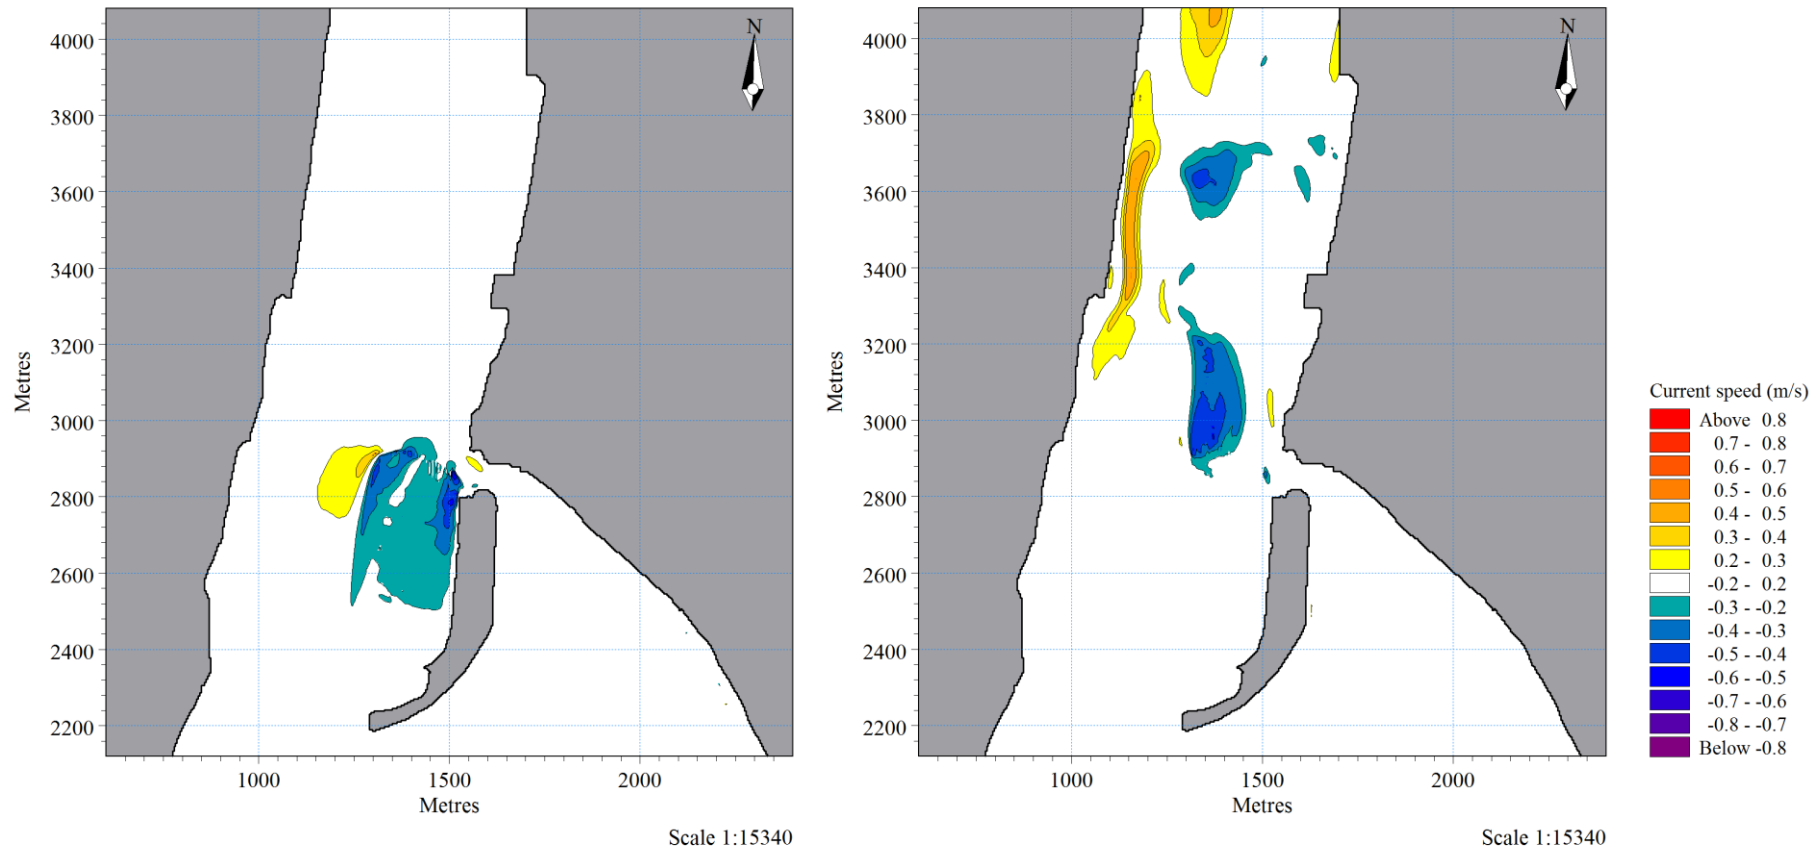 N
4000
3800
3600
3400
3200
3000
2800
2600
2400
2200
Metres
1000 1500 2000
Metres
Scale 1:15340
N
4000
3800
3600
3400
3200
3000
2800
2600
2400
2200
Metres
1000 1500 2000
Metres
Scale 1:15340
Current speed (m/s)
Above 0.8
0.7 - 0.8
0.6 - 0.7
0.5 - 0.6
0.4 - 0.5
0.3 - 0.4
0.2 - 0.3
-0.2 - 0.2
-0.3 - -0.2
-0.4 - -0.3
-0.5 - -0.4
-0.6 - -0.5
-0.7 - -0.6
-0.8 - -0.7
Below -0.8